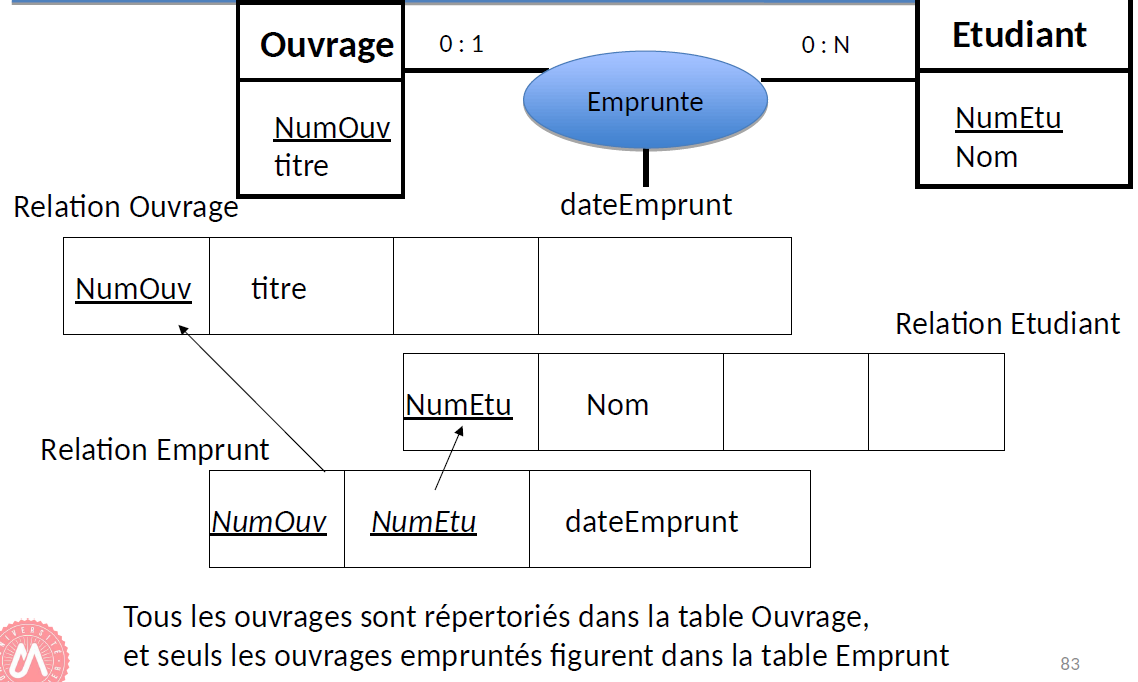 Ouvrage
0 : 1
0 : N
Etudiant
Emprunte
NumOuv
titre
NumEtu
Nom
dateEmprunt
Relation Ouvrage
NumOuv titre
Relation Etudiant
NumEtu Nom
Relation Emprunt
NumOuv NumEtu dateEmprunt
Tous les ouvrages sont répertoriés dans la table Ouvrage,
et seuls les ouvrages empruntés figurent dans la table Emprunt
83